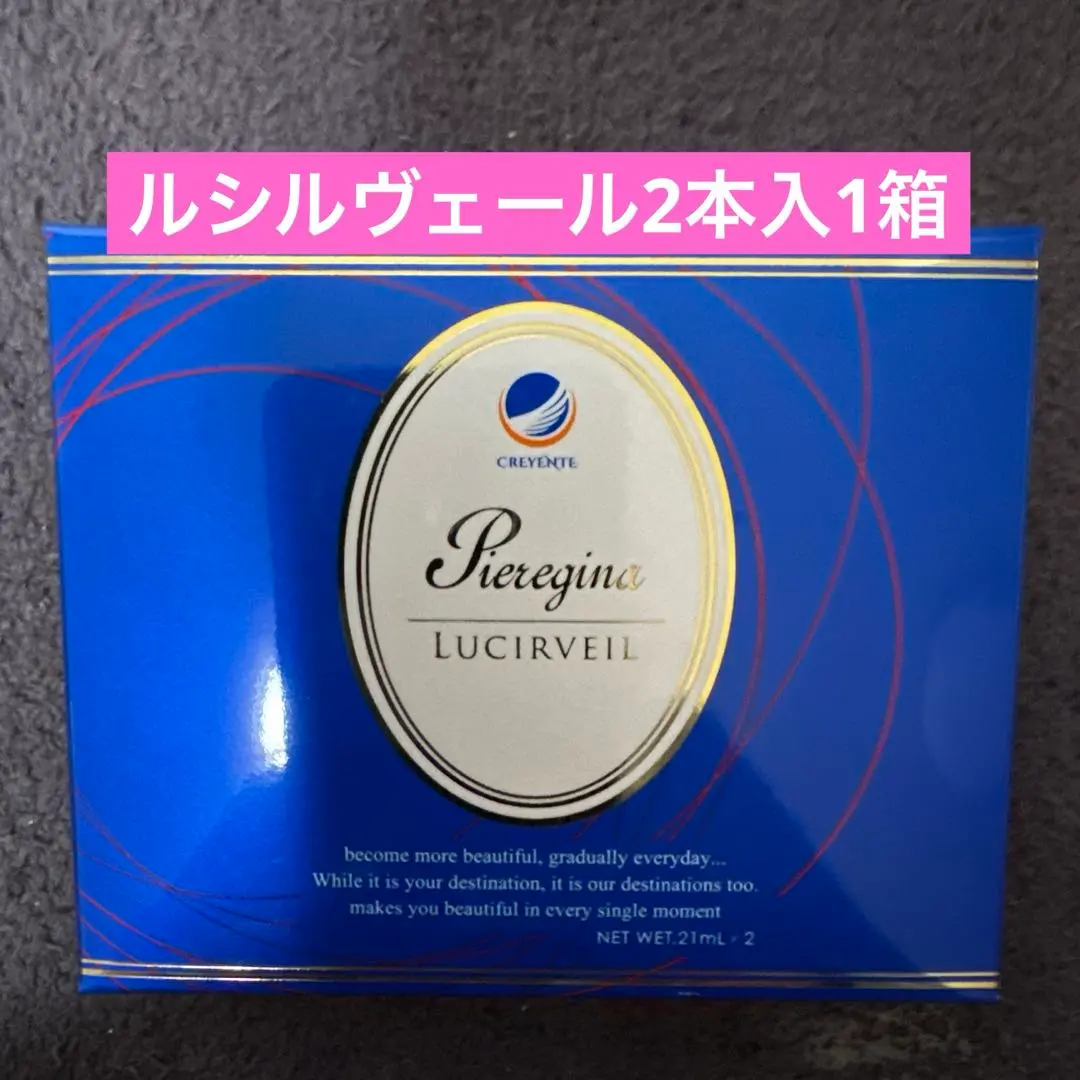 ルシルヴェール2本入1箱
CREYENTE
Pieregina
LUCIRVEIL
become more beautiful, gradually everyday...
While it is your destination, it is our destinations too.
makes you beautiful in every single moment
NET WET.21mL × 2